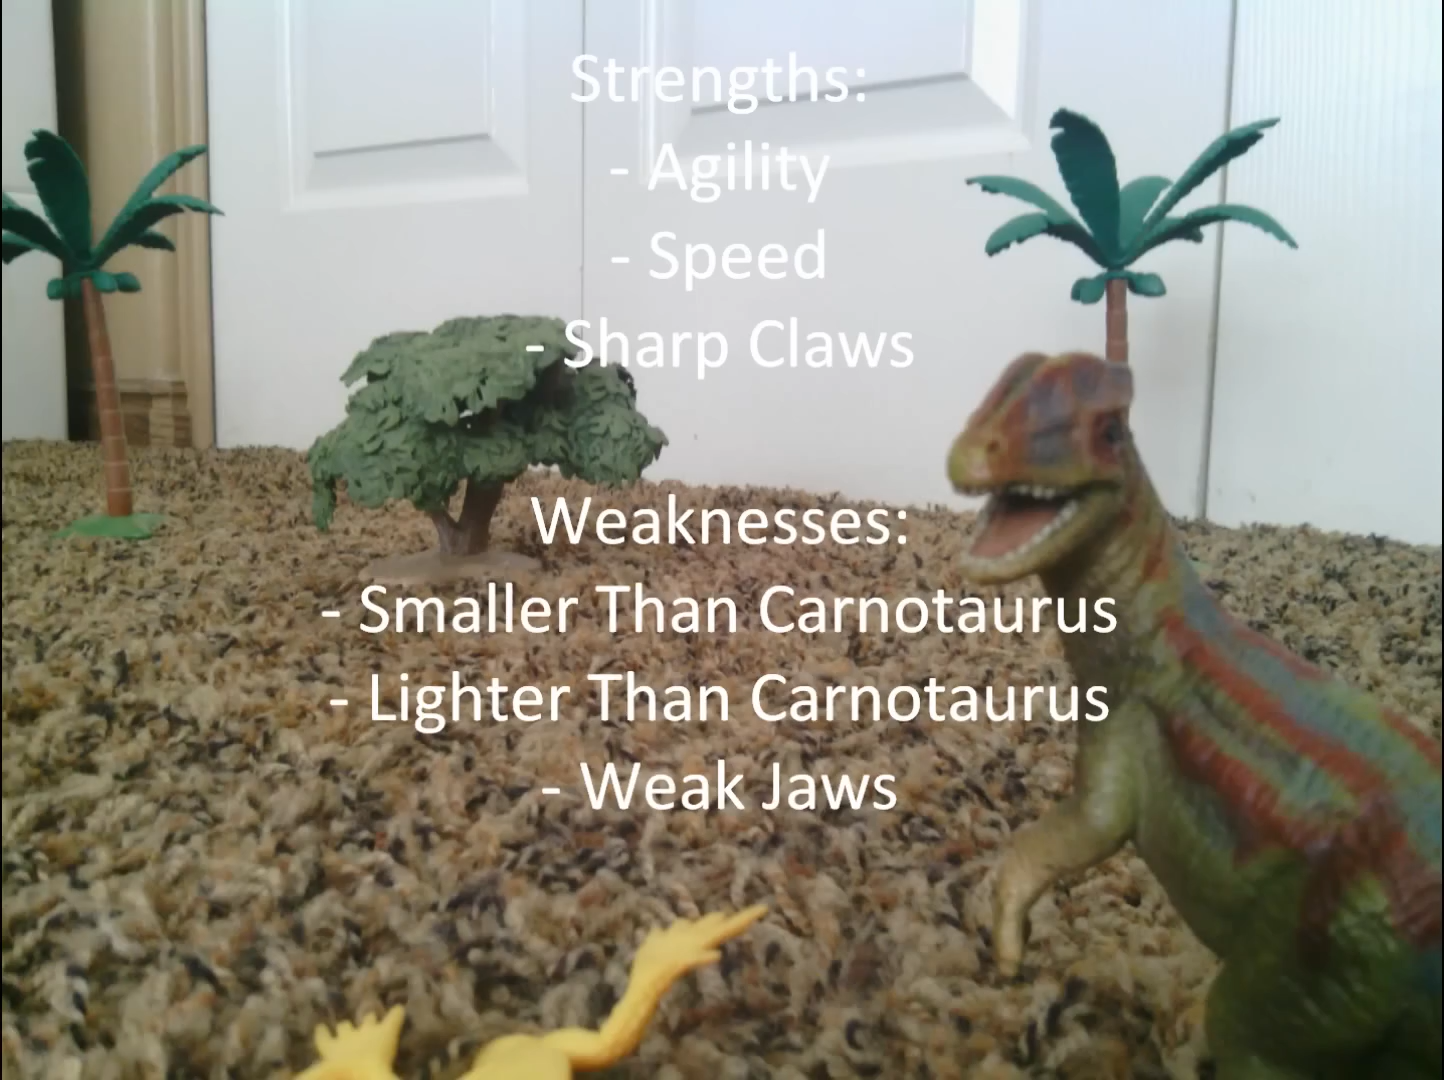 Strengths:
- Agility
- Speed
- Sharp Claws
Weaknesses:
- Smaller Than Carnotaurus
- Lighter Than Carnotaurus
- Weak Jaws